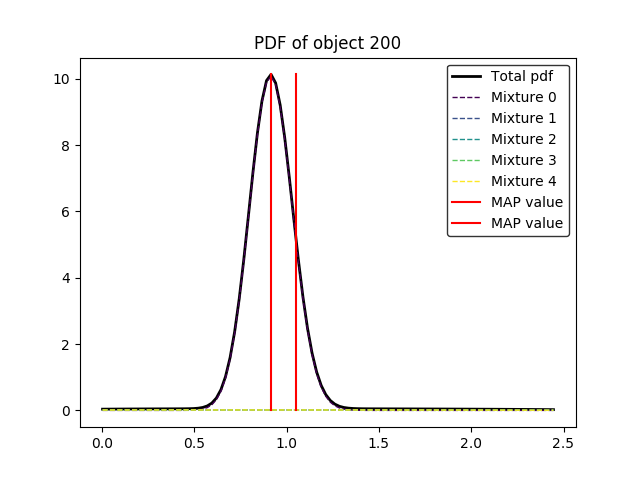 PDF of object 200
Total pdf
Mixture 0
Mixture 1
Mixture 2
Mixture 3
Mixture 4
MAP value
MAP value
10
8
6
4
2
0
0.0 0.5 1.0 1.5 2.0 2.5